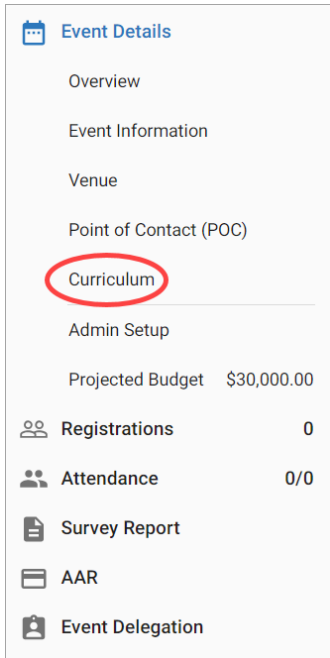 Event Details
Overview
Event Information
Venue
Point of Contact (POC)
Curriculum
Admin Setup
Projected Budget $30,000.00
Registrations 0
Attendance 0/0
Survey Report
AAR
Event Delegation